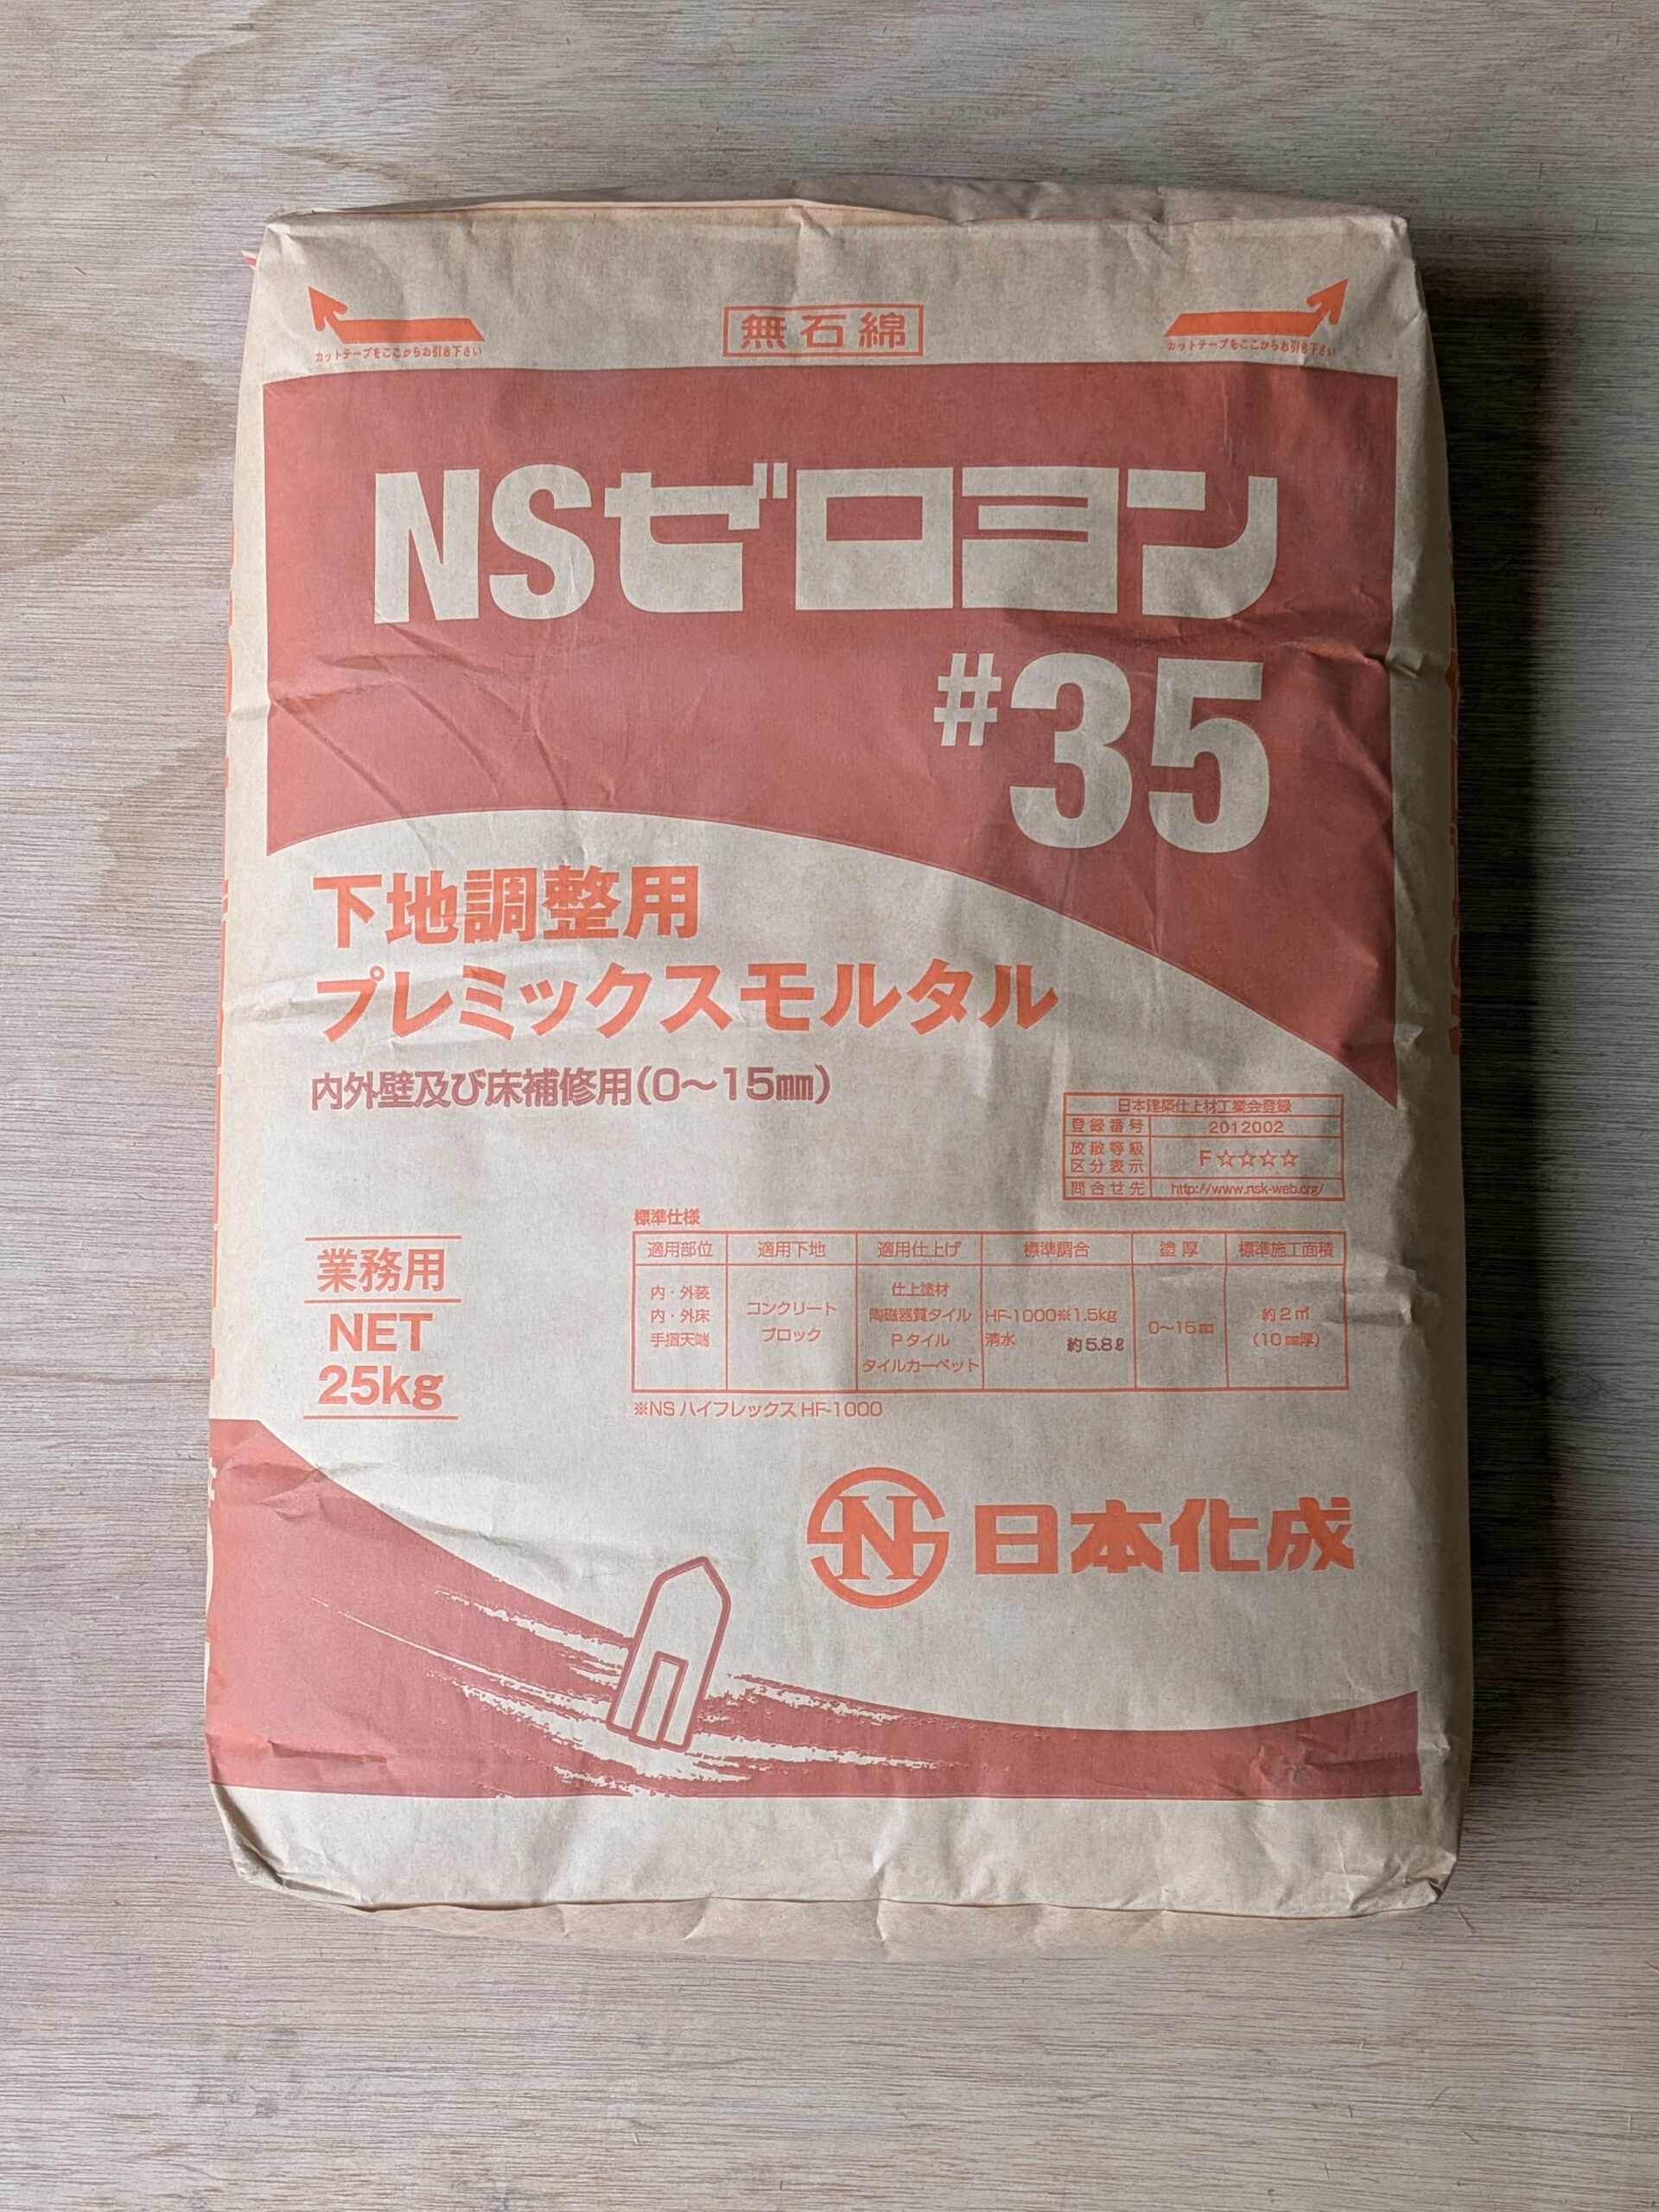 カットテープをここからお引き下さい
無石綿
カットテープをここからお引き下さい
NSゼロヨン
#35
下地調整用
プレミックスモルタル
内外壁及び床補修用(0〜15㎜)
日本建築仕上材工業会登録
登録番号 2012002
放散等級
区分表示 F☆☆☆☆
問合せ先 http://www.nsk-web.org/
業務用
NET
25kg
標準仕様
適用部位 適用下地 適用仕上げ 標準調合 塗厚 標準施工面積
内・外装
内・外床
手摺天端
コンクリート
ブロック
仕上塗材
陶磁器質タイル
Pタイル
タイルカーペット
HF-1000※1.5kg
清水 約5.8ℓ
0〜15㎜
約2㎡
(10㎜厚)
※NSハイフレックスHF-1000
NS 日本化成